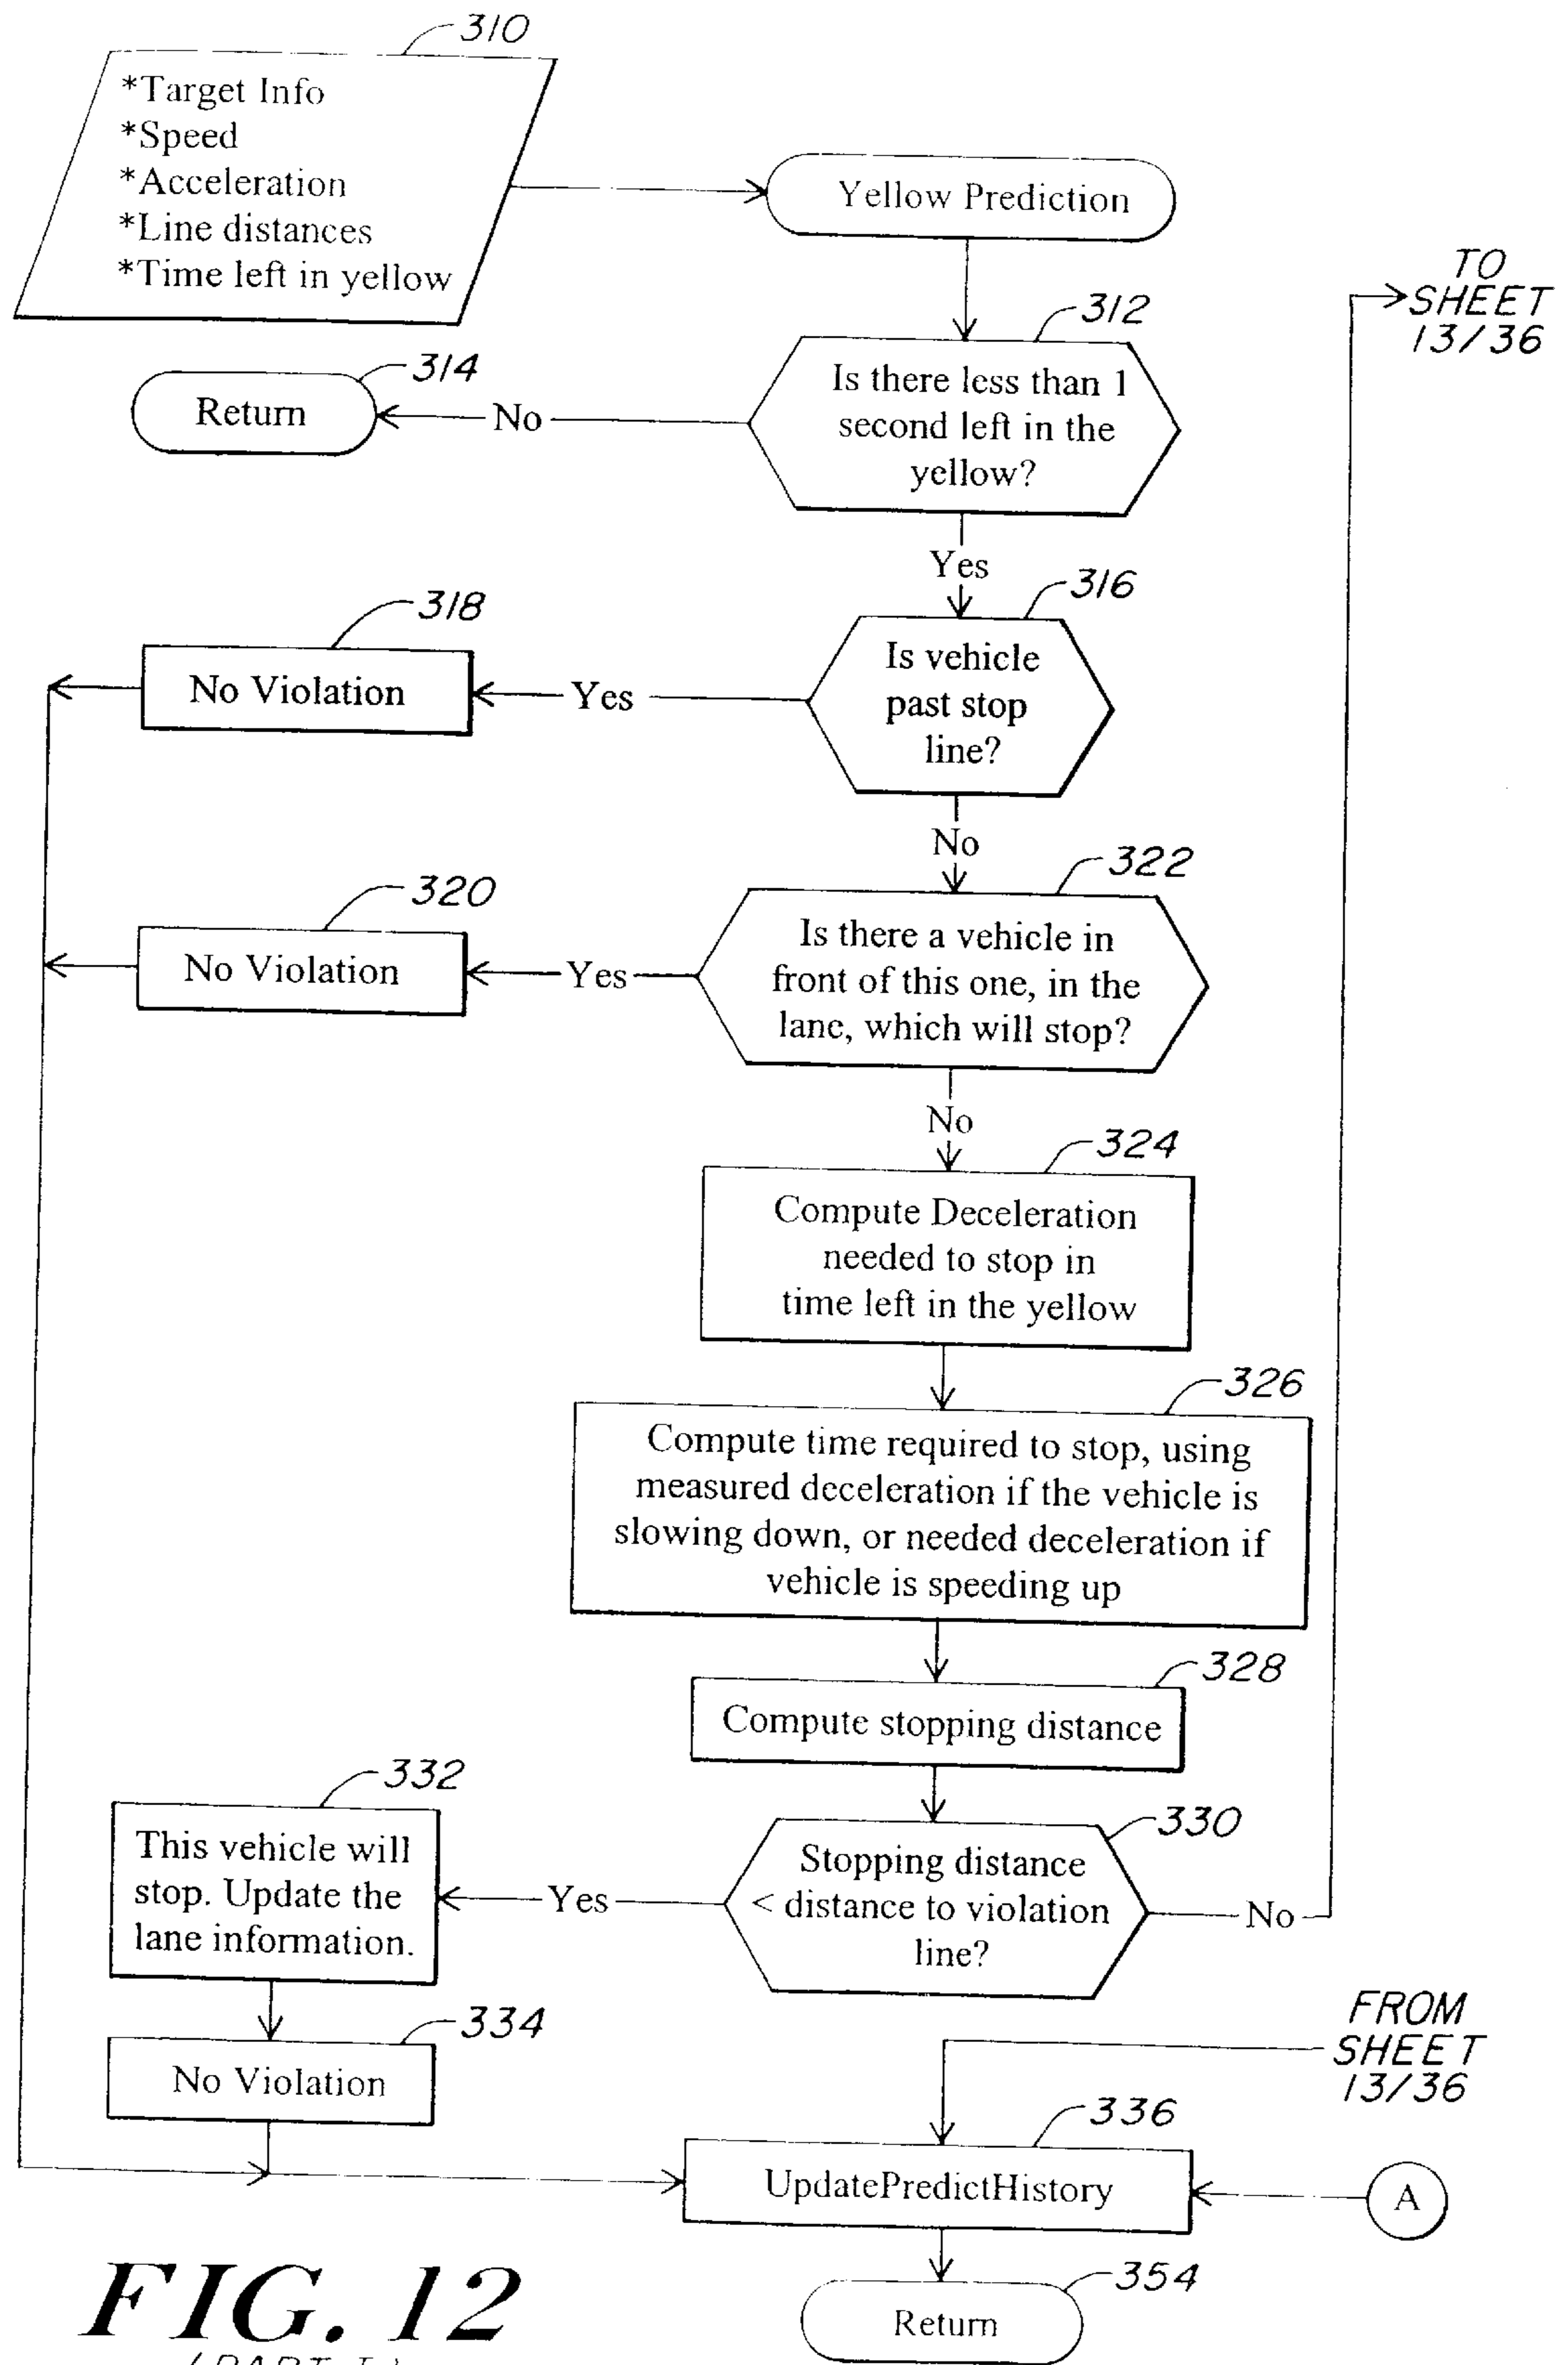 310
*Target Info
*Speed
*Acceleration
*Line distances
*Time left in yellow
Yellow Prediction
TO
SHEET
13/36
312
Is there less than 1
second left in the
yellow?
No
314
Return
Yes
316
Is vehicle
past stop
line?
Yes
318
No Violation
No
322
Is there a vehicle in
front of this one, in the
lane, which will stop?
Yes
320
No Violation
No
324
Compute Deceleration
needed to stop in
time left in the yellow
326
Compute time required to stop, using
measured deceleration if the vehicle is
slowing down, or needed deceleration if
vehicle is speeding up
328
Compute stopping distance
330
Stopping distance
< distance to violation
line?
No
Yes
332
This vehicle will
stop. Update the
lane information.
334
No Violation
FROM
SHEET
13/36
336
UpdatePredictHistory
A
354
Return
FIG. 12
(PART I)